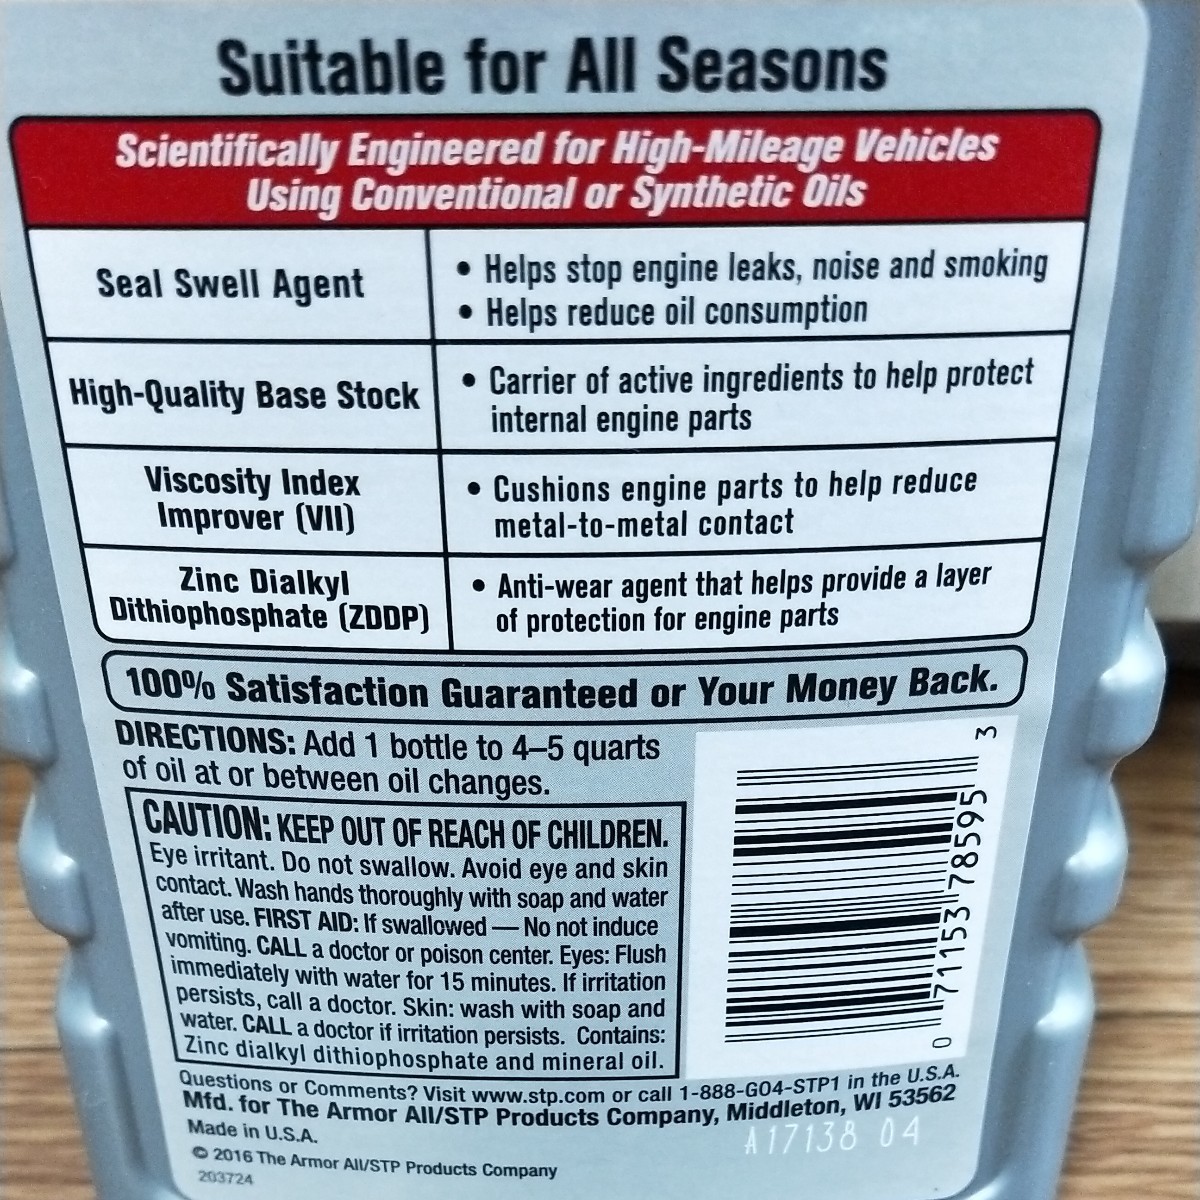 Suitable for All Seasons
Scientifically Engineered for High-Mileage Vehicles
Using Conventional or Synthetic Oils
Seal Swell Agent
• Helps stop engine leaks, noise and smoking
• Helps reduce oil consumption
High-Quality Base Stock
• Carrier of active ingredients to help protect
internal engine parts
Viscosity Index
Improver (VII)
• Cushions engine parts to help reduce
metal-to-metal contact
Zinc Dialkyl
Dithiophosphate (ZDDP)
• Anti-wear agent that helps provide a layer
of protection for engine parts
100% Satisfaction Guaranteed or Your Money Back.
DIRECTIONS: Add 1 bottle to 4–5 quarts
of oil at or between oil changes.
CAUTION: KEEP OUT OF REACH OF CHILDREN.
Eye irritant. Do not swallow. Avoid eye and skin
contact. Wash hands thoroughly with soap and water
after use. FIRST AID: If swallowed — No not induce
vomiting. CALL a doctor or poison center. Eyes: Flush
immediately with water for 15 minutes. If irritation
persists, call a doctor. Skin: wash with soap and
water. CALL a doctor if irritation persists. Contains:
Zinc dialkyl dithiophosphate and mineral oil.
0 71153 78595 3
Questions or Comments? Visit www.stp.com or call 1-888-GO4-STP1 in the U.S.A.
Mfd. for The Armor All/STP Products Company, Middleton, WI 53562
Made in U.S.A.
A17138 04
© 2016 The Armor All/STP Products Company
203724